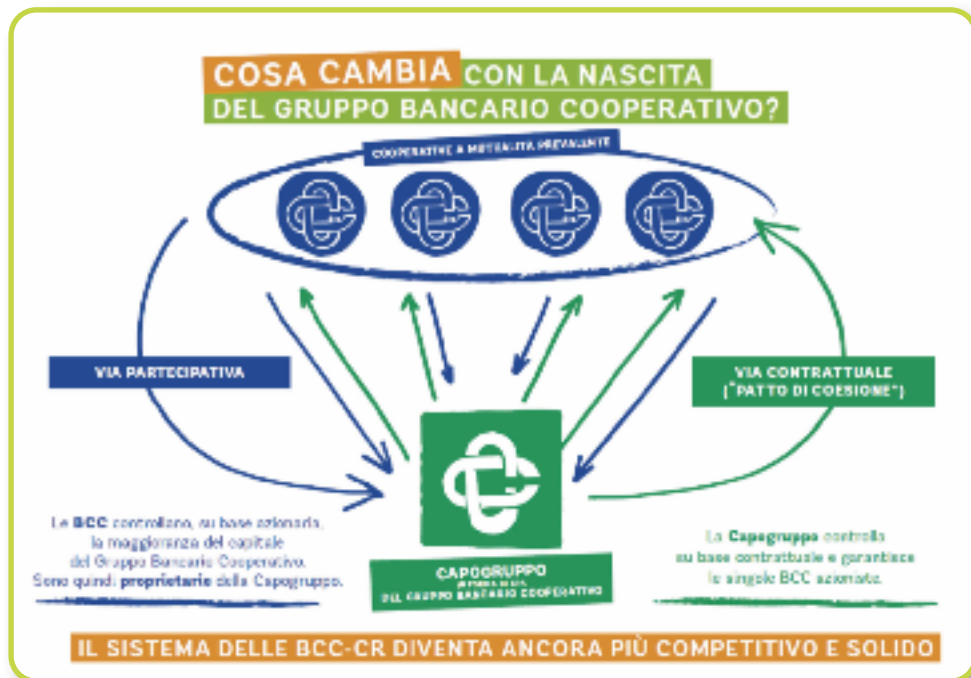 COSA CAMBIA CON LA NASCITA
DEL GRUPPO BANCARIO COOPERATIVO?
COOPERATIVE A MUTUALITÀ PREVALENTE
VIA PARTECIPATIVA
VIA CONTRATTUALE
("PATTO DI COESIONE")
Le BCC controllano, su base azionaria,
la maggioranza del capitale
del Gruppo Bancario Cooperativo.
Sono quindi proprietarie della Capogruppo.
La Capogruppo controlla
su base contrattuale e garantisce
le singole BCC azioniste.
CAPOGRUPPO
DEL GRUPPO BANCARIO COOPERATIVO
IL SISTEMA DELLE BCC-CR DIVENTA ANCORA PIÙ COMPETITIVO E SOLIDO